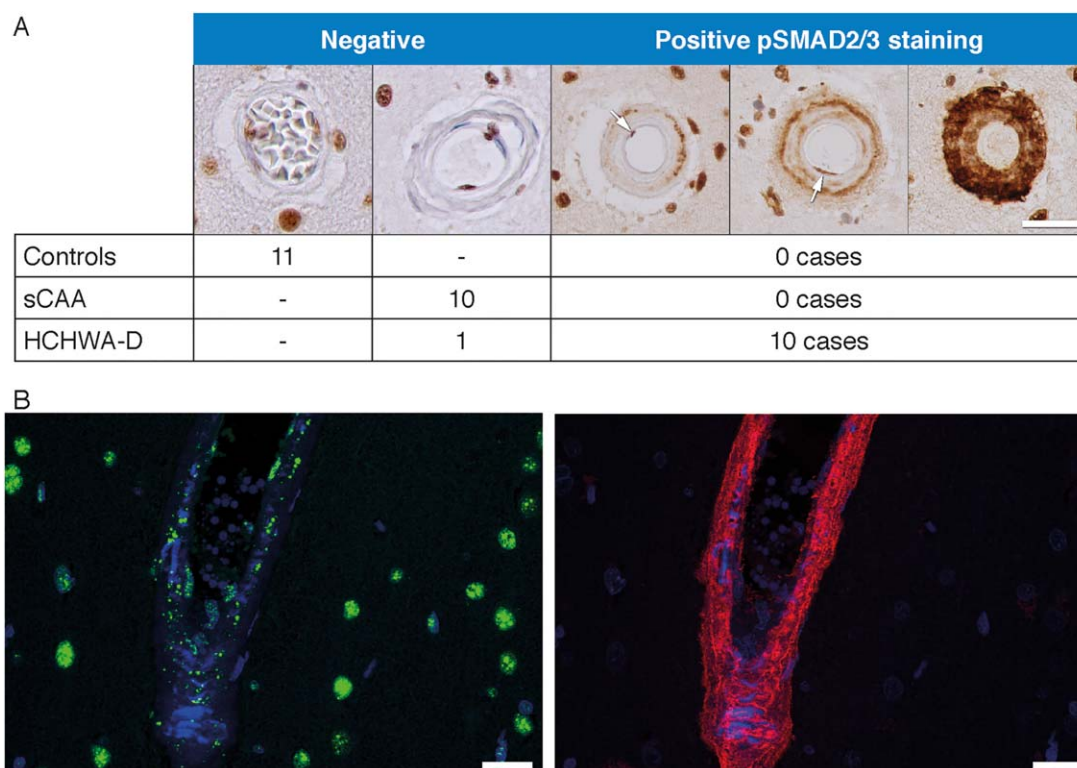 A
Negative Positive pSMAD2/3 staining
Controls 11 - 0 cases
sCAA - 10 0 cases
HCHWA-D - 1 10 cases
B